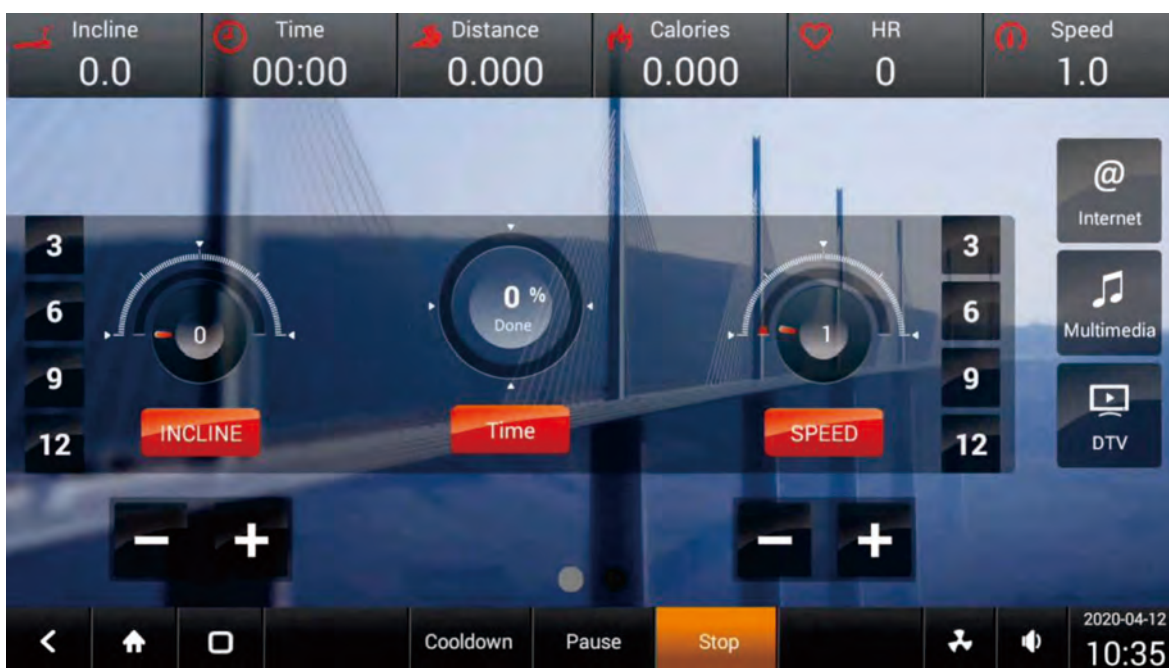 Incline
0.0
Time
00:00
Distance
0.000
Calories
0.000
HR
0
Speed
1.0
@
Internet
Multimedia
DTV
3
6
9
12
0
INCLINE
0 %
Done
Time
1
SPEED
3
6
9
12
− +
− +
Cooldown
Pause
Stop
2020-04-12
10:35